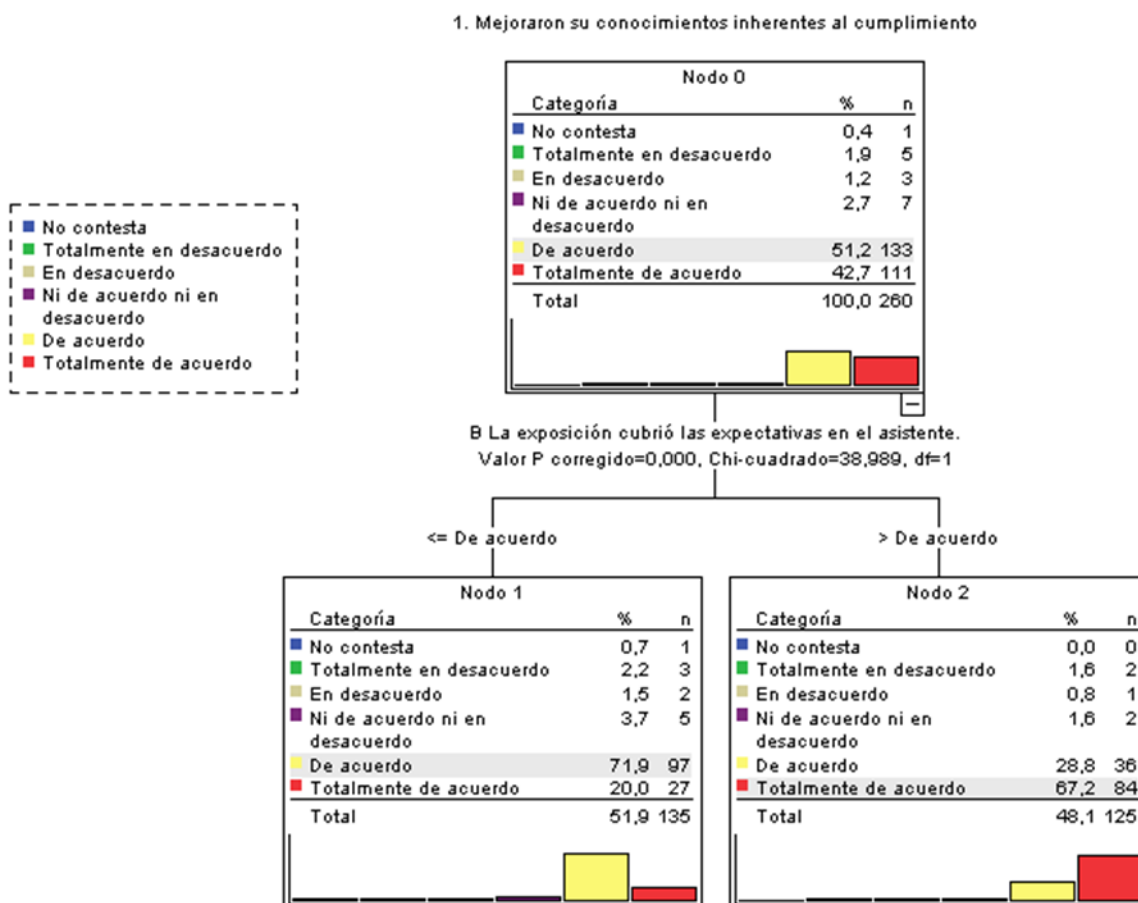 1. Mejoraron su conocimientos inherentes al cumplimiento
Nodo 0
Categoría % n
No contesta 0,4 1
Totalmente en desacuerdo 1,9 5
En desacuerdo 1,2 3
Ni de acuerdo ni en 2,7 7
desacuerdo
De acuerdo 51,2 133
Totalmente de acuerdo 42,7 111
Total 100,0 260
No contesta
Totalmente en desacuerdo
En desacuerdo
Ni de acuerdo ni en
desacuerdo
De acuerdo
Totalmente de acuerdo
B La exposición cubrió las expectativas en el asistente.
Valor P corregido=0,000, Chi-cuadrado=38,989, df=1
<= De acuerdo
> De acuerdo
Nodo 1
Categoría % n
No contesta 0,7 1
Totalmente en desacuerdo 2,2 3
En desacuerdo 1,5 2
Ni de acuerdo ni en 3,7 5
desacuerdo
De acuerdo 71,9 97
Totalmente de acuerdo 20,0 27
Total 51,9 135
Nodo 2
Categoría % n
No contesta 0,0 0
Totalmente en desacuerdo 1,6 2
En desacuerdo 0,8 1
Ni de acuerdo ni en 1,6 2
desacuerdo
De acuerdo 28,8 36
Totalmente de acuerdo 67,2 84
Total 48,1 125